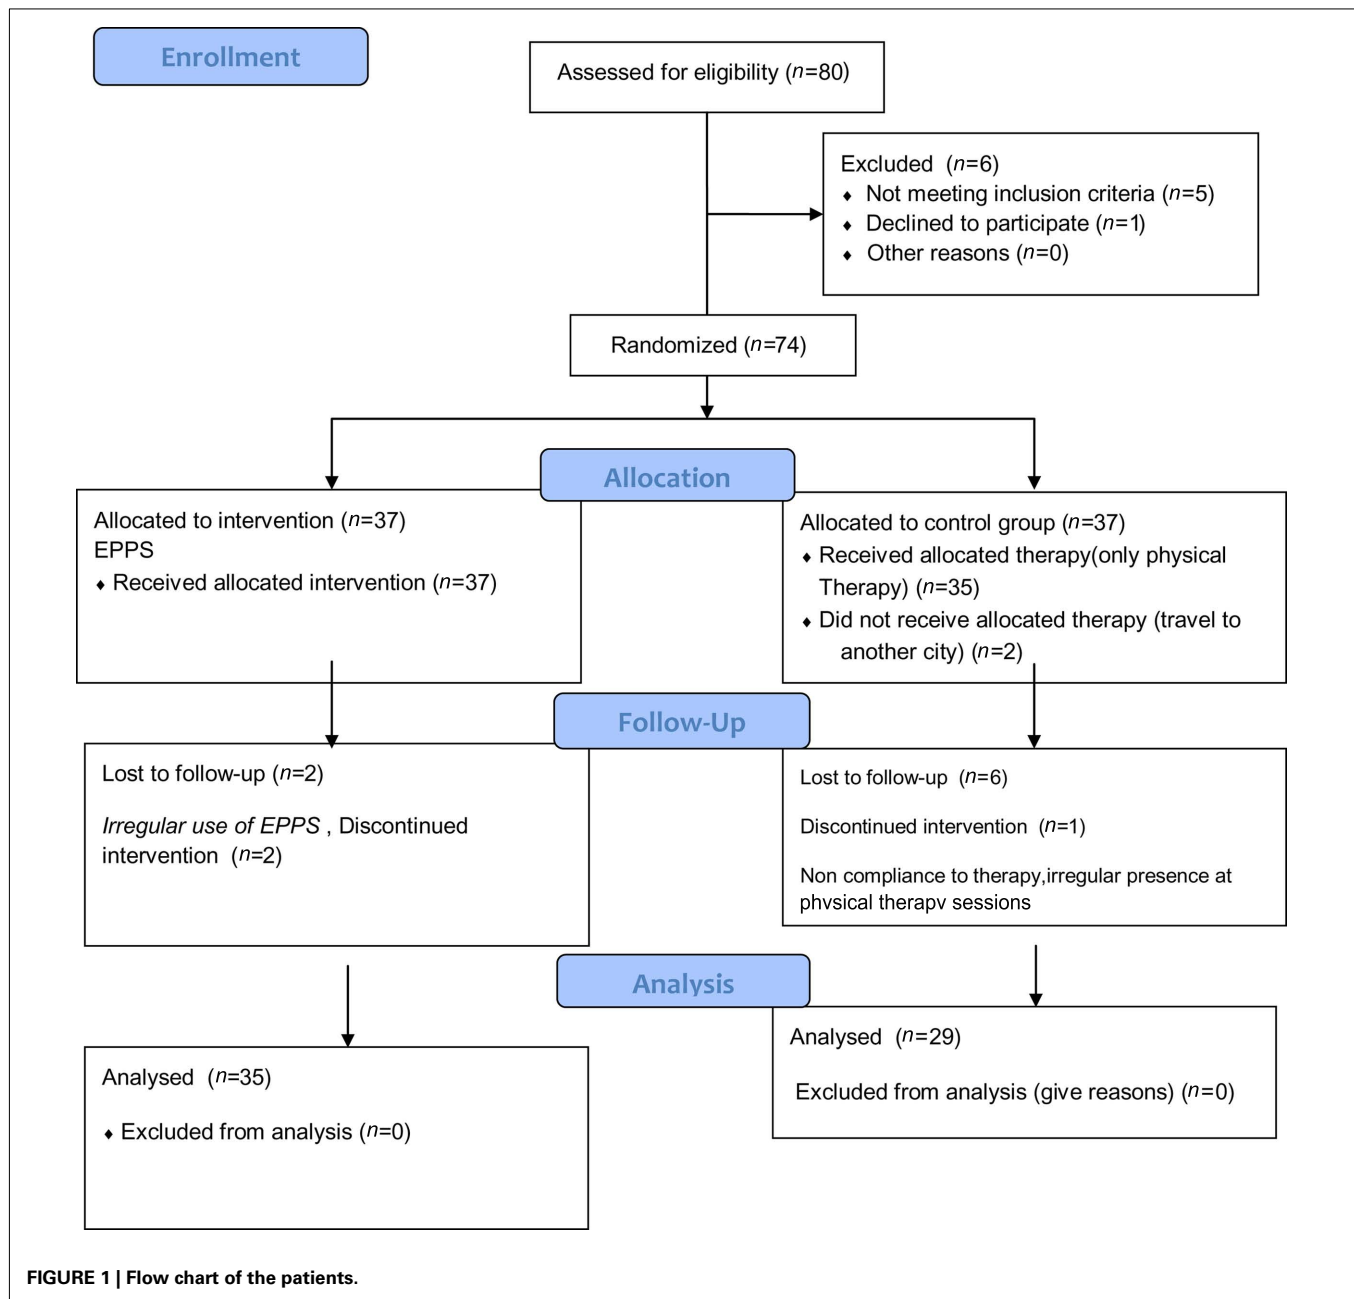 Enrollment
Assessed for eligibility (n=80)
Excluded (n=6)
♦ Not meeting inclusion criteria (n=5)
♦ Declined to participate (n=1)
♦ Other reasons (n=0)
Randomized (n=74)
Allocation
Allocated to intervention (n=37)
EPPS
♦ Received allocated intervention (n=37)
Allocated to control group (n=37)
♦ Received allocated therapy(only physical
Therapy) (n=35)
♦ Did not receive allocated therapy (travel to
another city) (n=2)
Follow-Up
Lost to follow-up (n=2)
Irregular use of EPPS , Discontinued
intervention (n=2)
Lost to follow-up (n=6)
Discontinued intervention (n=1)
Non compliance to therapy,irregular presence at
physical therapy sessions
Analysis
Analysed (n=35)
♦ Excluded from analysis (n=0)
Analysed (n=29)
Excluded from analysis (give reasons) (n=0)
FIGURE 1 | Flow chart of the patients.